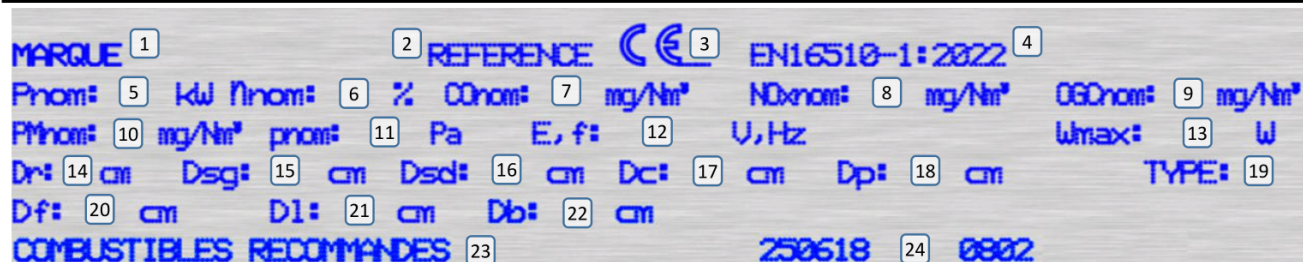 MARQUE 1 2 REFERENCE CE 3 EN16510-1:2022 4
Pnom: 5 kW ηnom: 6 % COnom: 7 mg/Nm³ NOxnom: 8 mg/Nm³ OGCnom: 9 mg/Nm³
PMnom: 10 mg/Nm³ pnom: 11 Pa E,f: 12 V,Hz Wmax: 13 W
Dr: 14 cm Dsg: 15 cm Dsd: 16 cm Dc: 17 cm Dp: 18 cm TYPE: 19
Df: 20 cm Dl: 21 cm Db: 22 cm
COMBUSTIBLES RECOMMANDES 23 250618 24 0802